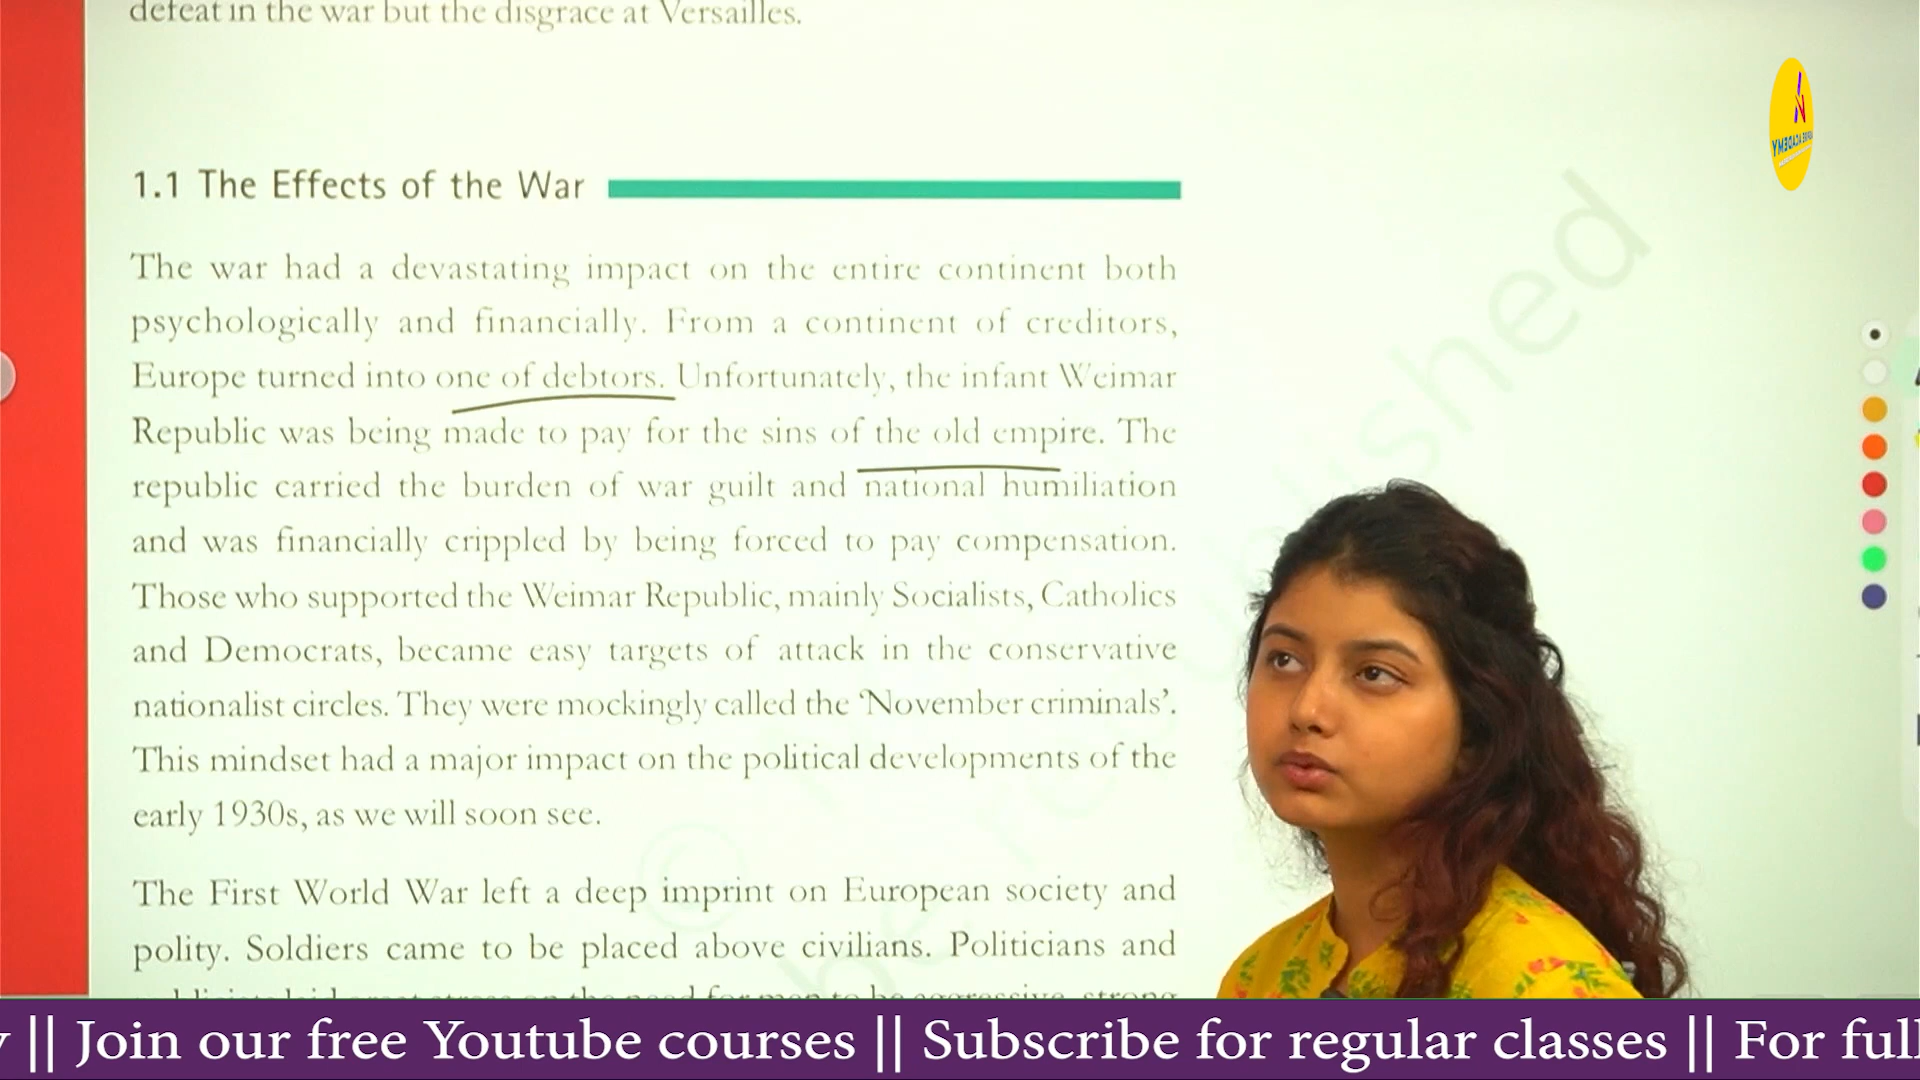 defeat in the war but the disgrace at Versailles.
1.1 The Effects of the War
The war had a devastating impact on the entire continent both
psychologically and financially. From a continent of creditors,
Europe turned into one of debtors. Unfortunately, the infant Weimar
Republic was being made to pay for the sins of the old empire. The
republic carried the burden of war guilt and national humiliation
and was financially crippled by being forced to pay compensation.
Those who supported the Weimar Republic, mainly Socialists, Catholics
and Democrats, became easy targets of attack in the conservative
nationalist circles. They were mockingly called the ‘November criminals’.
This mindset had a major impact on the political developments of the
early 1930s, as we will soon see.
The First World War left a deep imprint on European society and
polity. Soldiers came to be placed above civilians. Politicians and
the need for men to be aggressive, strong
|| Join our free Youtube courses || Subscribe for regular classes || For full